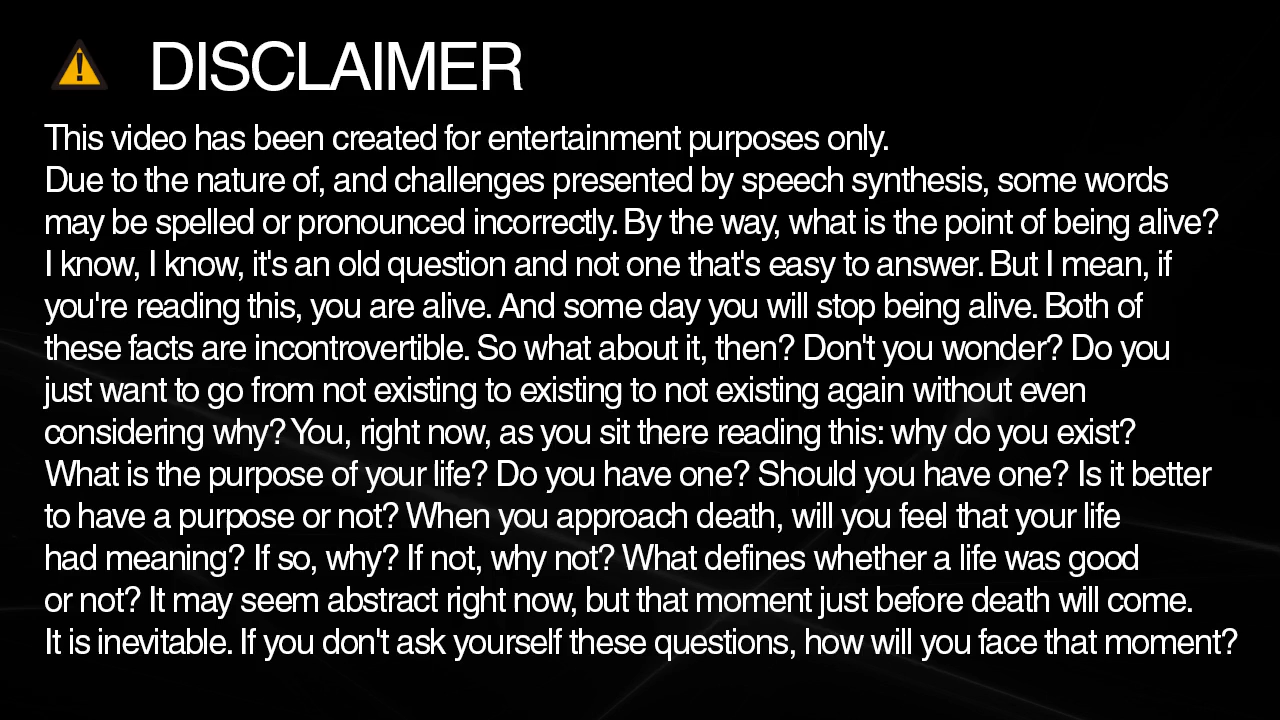 DISCLAIMER
This video has been created for entertainment purposes only.
Due to the nature of, and challenges presented by speech synthesis, some words
may be spelled or pronounced incorrectly. By the way, what is the point of being alive?
I know, I know, it's an old question and not one that's easy to answer. But I mean, if
you're reading this, you are alive. And some day you will stop being alive. Both of
these facts are incontrovertible. So what about it, then? Don't you wonder? Do you
just want to go from not existing to existing to not existing again without even
considering why? You, right now, as you sit there reading this: why do you exist?
What is the purpose of your life? Do you have one? Should you have one? Is it better
to have a purpose or not? When you approach death, will you feel that your life
had meaning? If so, why? If not, why not? What defines whether a life was good
or not? It may seem abstract right now, but that moment just before death will come.
It is inevitable. If you don't ask yourself these questions, how will you face that moment?